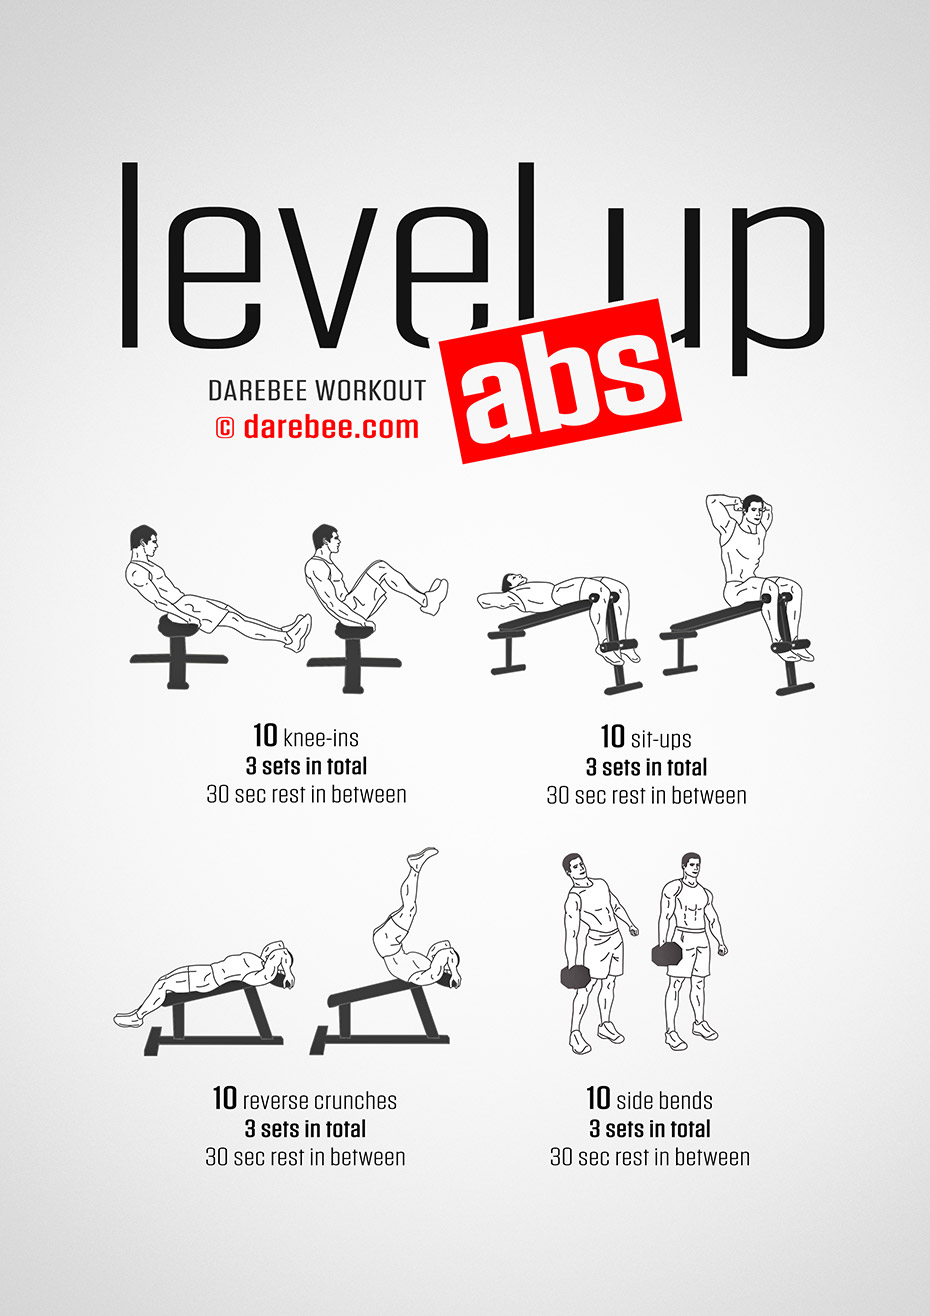 level up
abs
DAREBEE WORKOUT
© darebee.com
10 knee-ins
3 sets in total
30 sec rest in between
10 sit-ups
3 sets in total
30 sec rest in between
10 reverse crunches
3 sets in total
30 sec rest in between
10 side bends
3 sets in total
30 sec rest in between